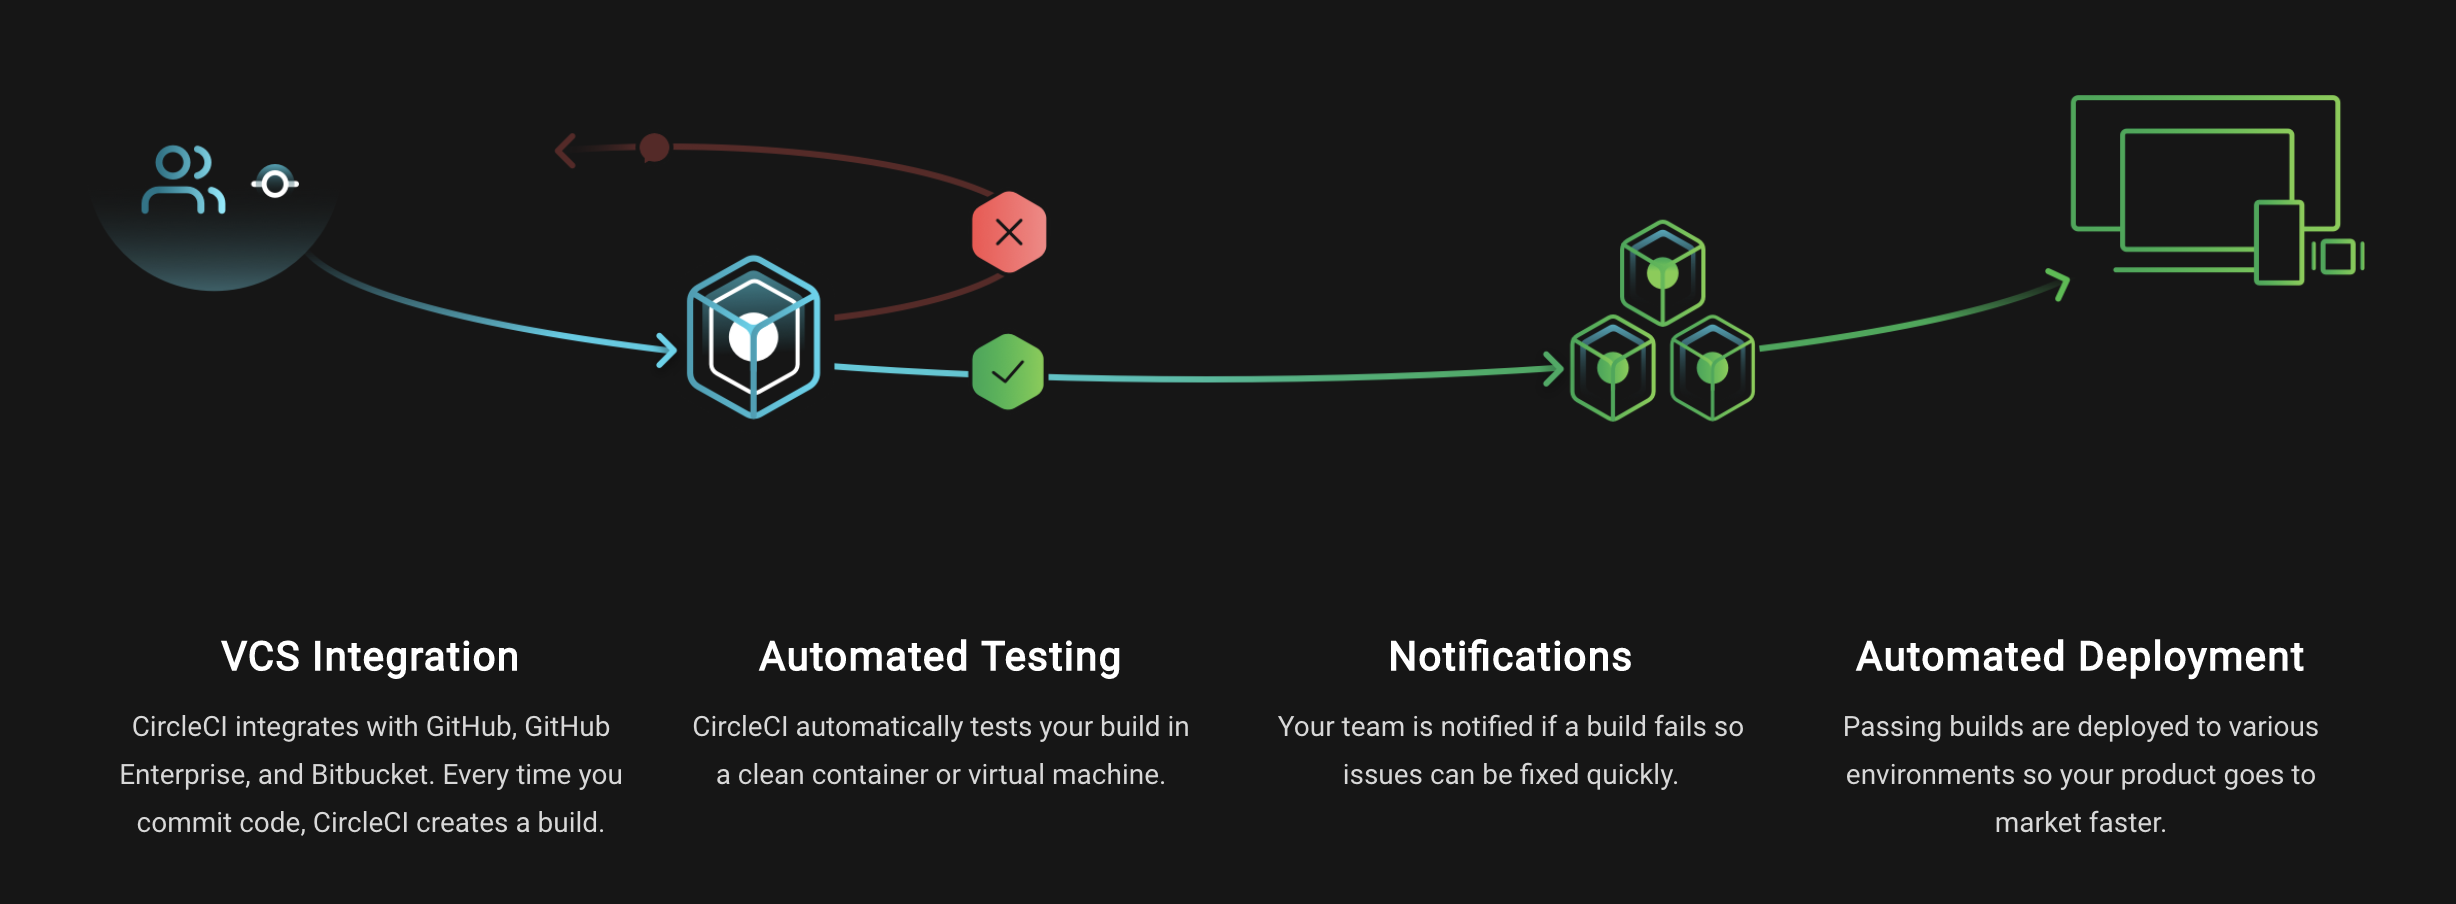 VCS Integration
CircleCI integrates with GitHub, GitHub
Enterprise, and Bitbucket. Every time you
commit code, CircleCI creates a build.
Automated Testing
CircleCI automatically tests your build in
a clean container or virtual machine.
Notifications
Your team is notified if a build fails so
issues can be fixed quickly.
Automated Deployment
Passing builds are deployed to various
environments so your product goes to
market faster.